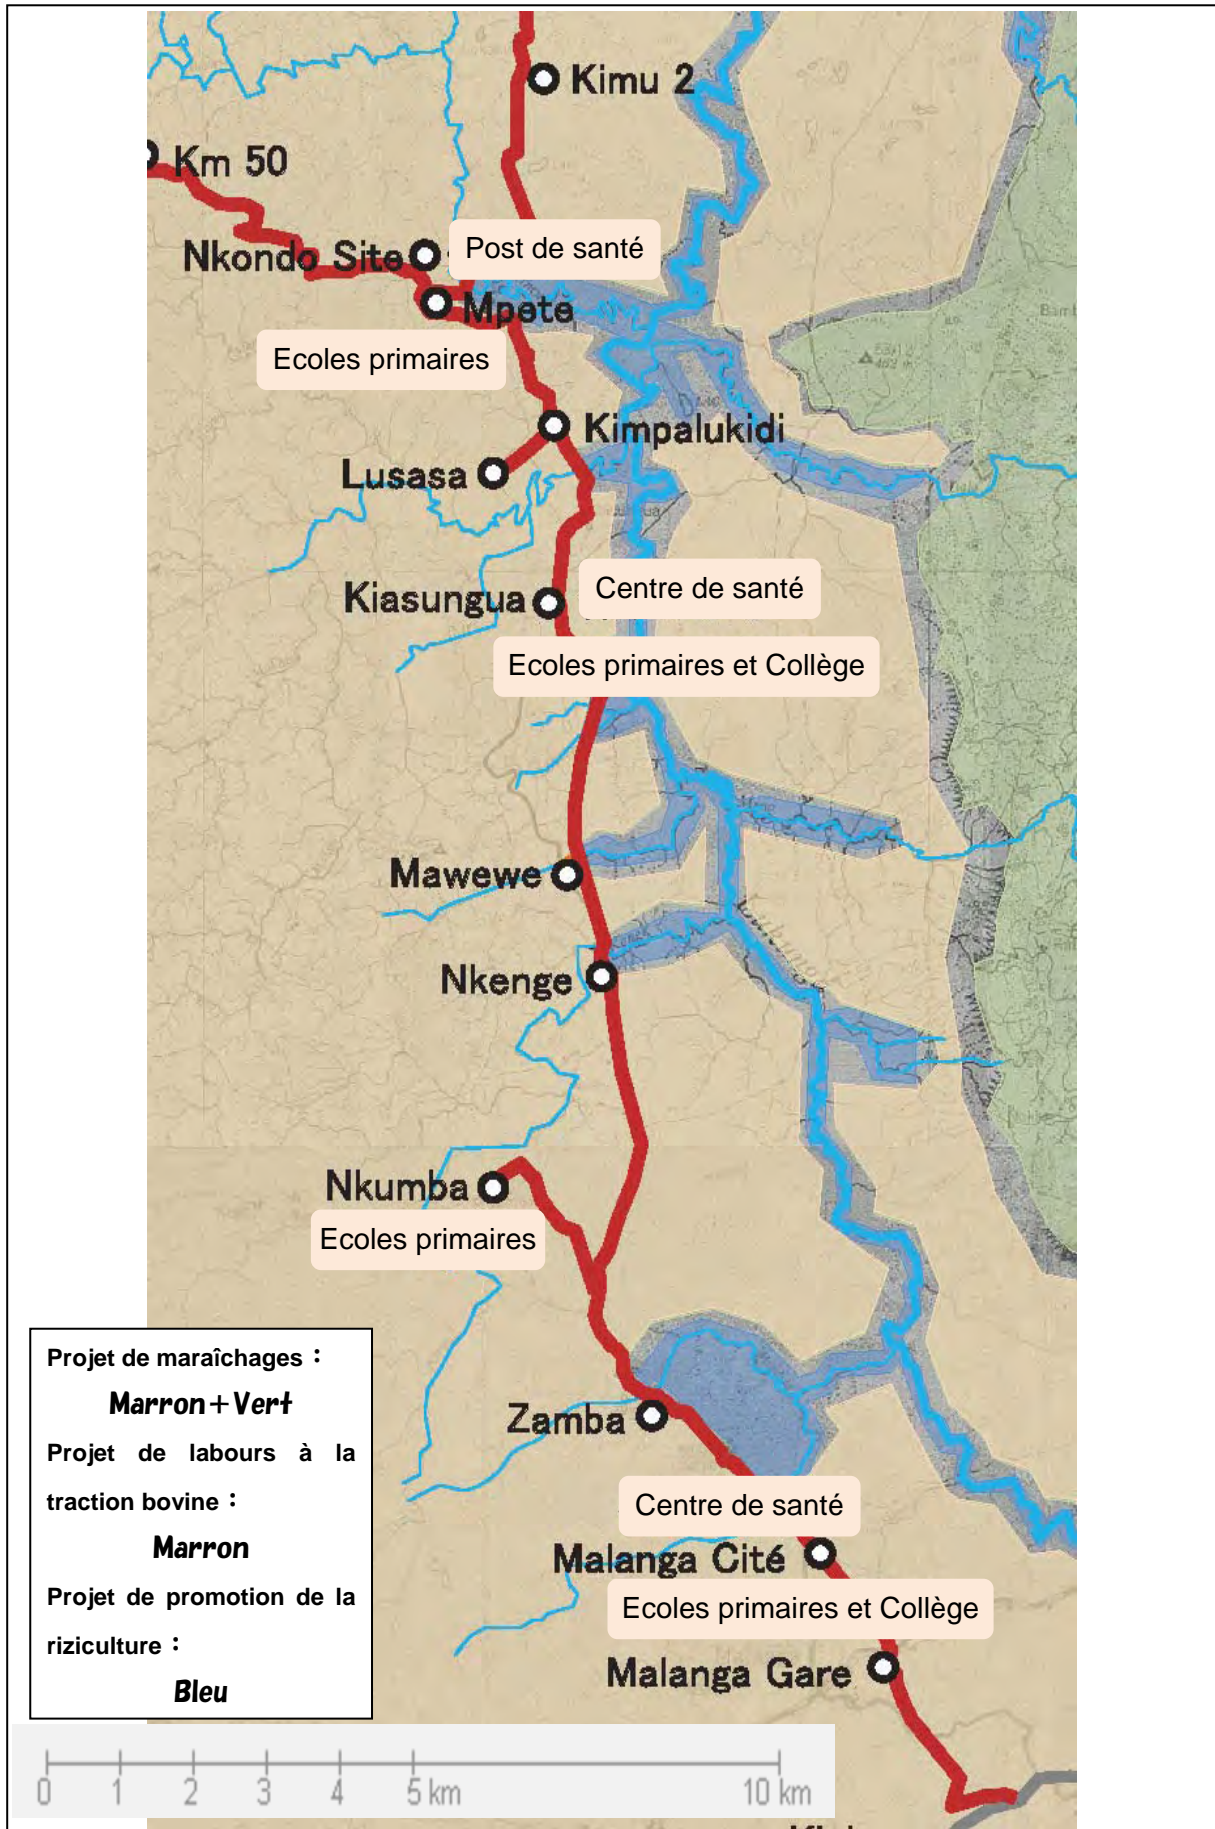 Kimu 2
Km 50
Nkondo Site
Post de santé
Mpete
Ecoles primaires
Kimpalukidi
Lusasa
Kiasungua
Centre de santé
Ecoles primaires et Collège
Mawewe
Nkenge
Nkumba
Ecoles primaires
Zamba
Centre de santé
Malanga Cité
Ecoles primaires et Collège
Malanga Gare
Projet de maraîchages :
Marron+Vert
Projet de labours à la
traction bovine :
Marron
Projet de promotion de la
riziculture :
Bleu
0 1 2 3 4 5 km 10 km